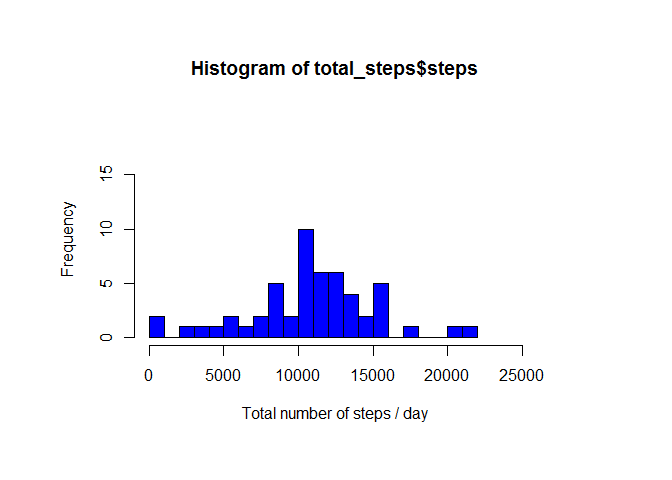 Histogram of total_steps$steps
15
10
5
0
Frequency
0 5000 10000 15000 20000 25000
Total number of steps / day